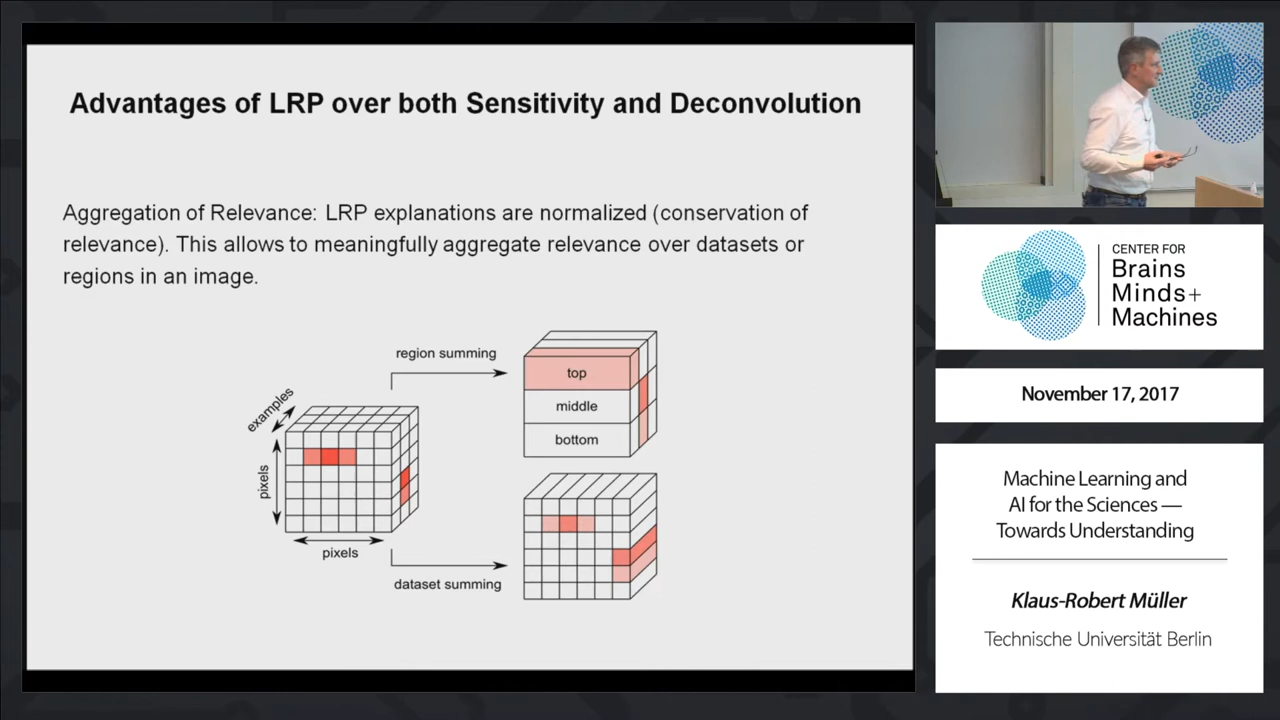 Advantages of LRP over both Sensitivity and Deconvolution
Aggregation of Relevance: LRP explanations are normalized (conservation of
relevance). This allows to meaningfully aggregate relevance over datasets or
regions in an image.
region summing
examples
pixels
pixels
top
middle
bottom
dataset summing
CENTER FOR
Brains
Minds+
Machines
November 17, 2017
Machine Learning and
AI for the Sciences —
Towards Understanding
Klaus-Robert Müller
Technische Universität Berlin